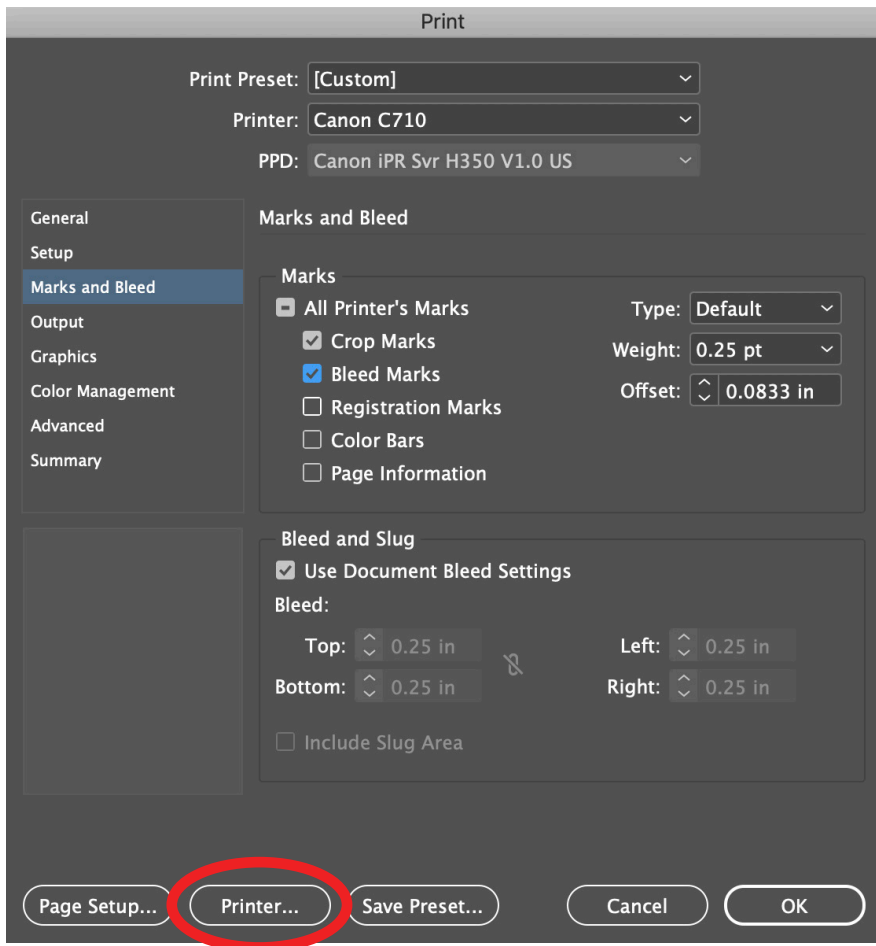 Print
Print Preset: [Custom]
Printer: Canon C710
PPD: Canon iPR Svr H350 V1.0 US
General
Setup
Marks and Bleed
Output
Graphics
Color Management
Advanced
Summary
Marks and Bleed
Marks
All Printer's Marks
Crop Marks
Bleed Marks
Registration Marks
Color Bars
Page Information
Type: Default
Weight: 0.25 pt
Offset: 0.0833 in
Bleed and Slug
Use Document Bleed Settings
Bleed:
Top: 0.25 in
Bottom: 0.25 in
Left: 0.25 in
Right: 0.25 in
Include Slug Area
Page Setup...
Printer...
Save Preset...
Cancel
OK